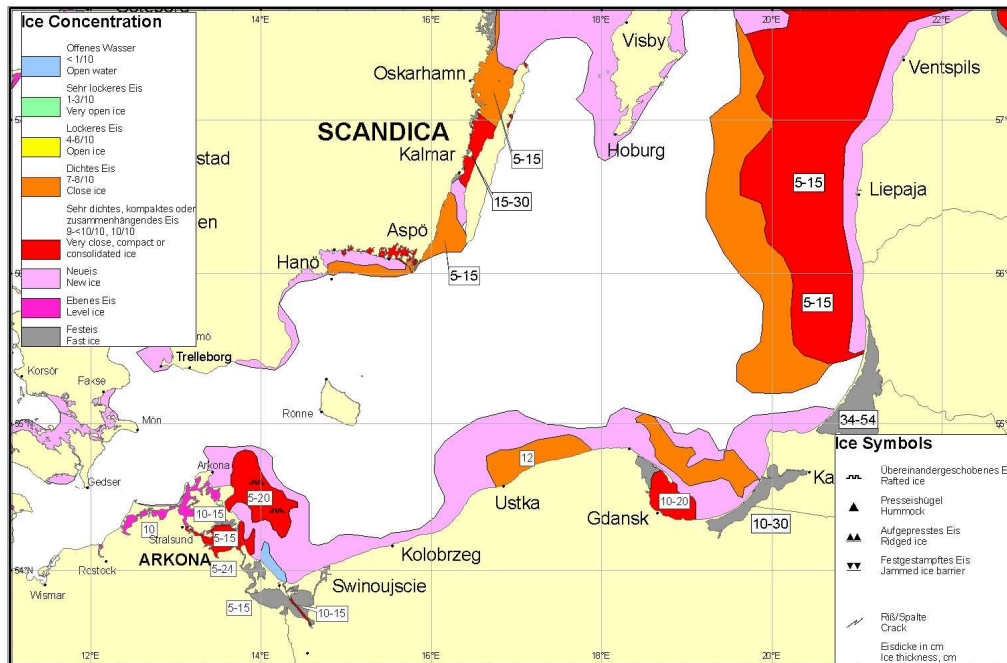 Ice Concentration
Offenes Wasser
< 1/10
Open water
Sehr lockeres Eis
1-3/10
Very open ice
Lockeres Eis
4-6/10
Open ice
Dichtes Eis
7-8/10
Close ice
Sehr dichtes, kompaktes oder
zusammenhängendes Eis
9-<10/10, 10/10
Very close, compact or
consolidated ice
Neueis
New ice
Ebenes Eis
Level ice
Festeis
Fast ice
14°E
16°E
18°E
20°E
22°E
Visby
Oskarhamn
Ventspils
SCANDICA
Kalmar
5-15
Hoburg
15-30
5-15
Liepaja
Aspö
Hanö
5-15
5-15
56°N
Trelleborg
Korsör
Fakse
Mön
Rönne
55°N
34-54
Arkona
Gedser
12
5-20
Ustka
10-15
10-20
10
Stralsund
Gdansk
5-15
10-30
ARKONA
Kolobrzeg
5-24
54°N
Rostock
Swinoujscie
Wismar
5-15
10-15
12°E
14°E
16°E
18°E
20°E
Ka
Ice Symbols
Übereinandergeschobenes E
Rafted ice
Presseishügel
Hummock
Aufgepresstes Eis
Ridged ice
Festgestampftes Eis
Jammed ice barrier
Riß/Spalte
Crack
Eisdicke in cm
Ice thickness, cm